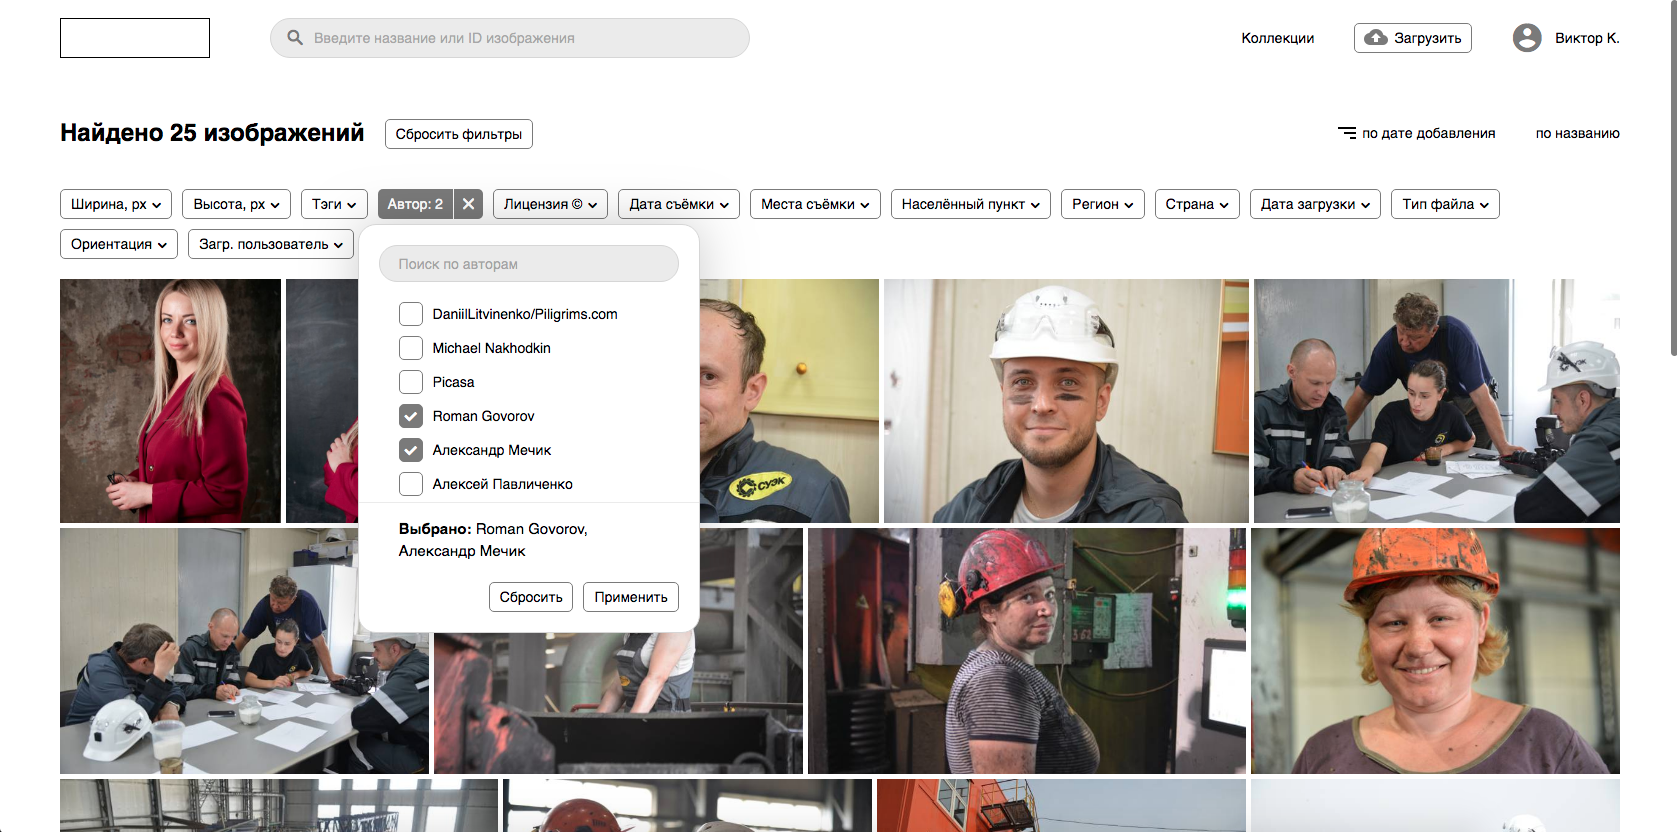 Введите название или ID изображения
Коллекции
Загрузить
Виктор К.
Найдено 25 изображений
Сбросить фильтры
по дате добавления
по названию
Ширина, px
Высота, px
Тэги
Автор: 2
Лицензия ©
Дата съёмки
Места съёмки
Населённый пункт
Регион
Страна
Дата загрузки
Тип файла
Ориентация
Загр. пользователь
Поиск по авторам
DaniilLitvinenko/Piligrims.com
Michael Nakhodkin
Picasa
Roman Govorov
Александр Мечик
Алексей Павличенко
Выбрано: Roman Govorov,
Александр Мечик
Сбросить
Применить
СУЭК